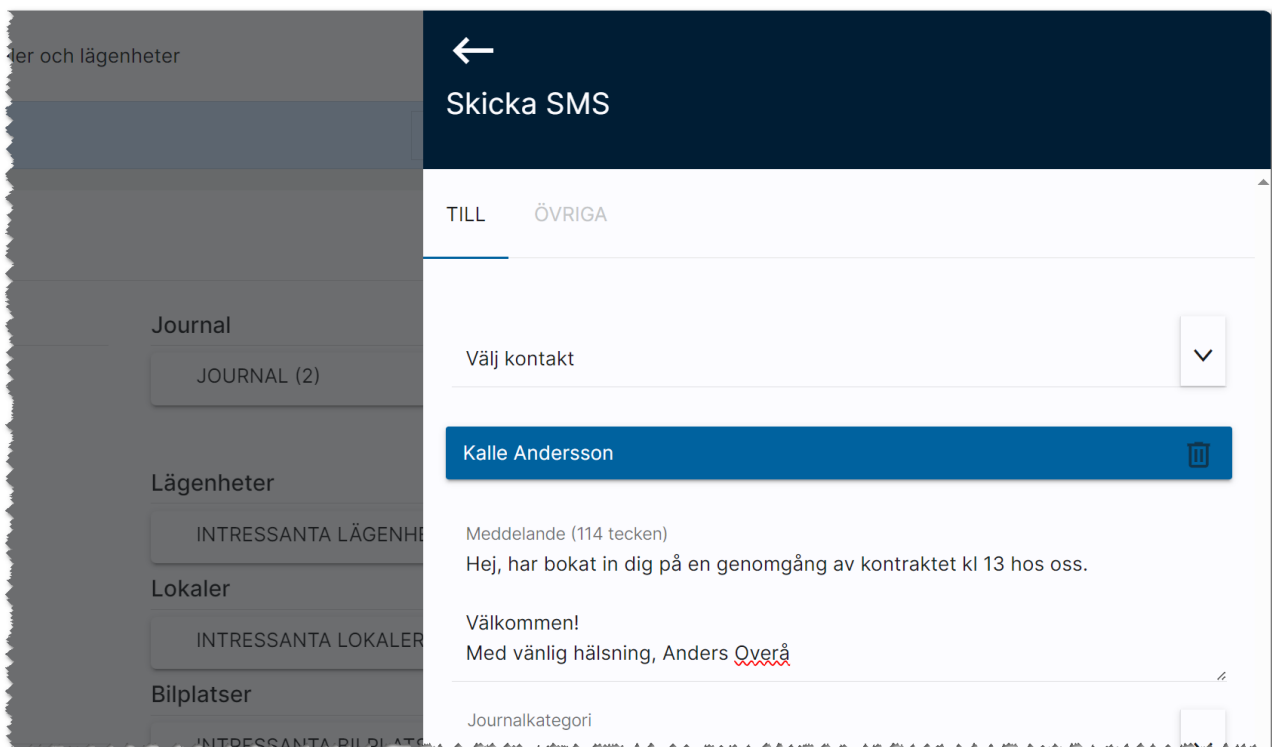 ler och lägenheter
Skicka SMS
TILL
ÖVRIGA
Journal
JOURNAL (2)
Välj kontakt
Kalle Andersson
Lägenheter
INTRESSANTA LÄGENHE
Lokaler
INTRESSANTA LOKALER
Bilplatser
INTRESSANTA BILPLATS
Meddelande (114 tecken)
Hej, har bokat in dig på en genomgång av kontraktet kl 13 hos oss.
Välkommen!
Med vänlig hälsning, Anders Overå
Journalkategori